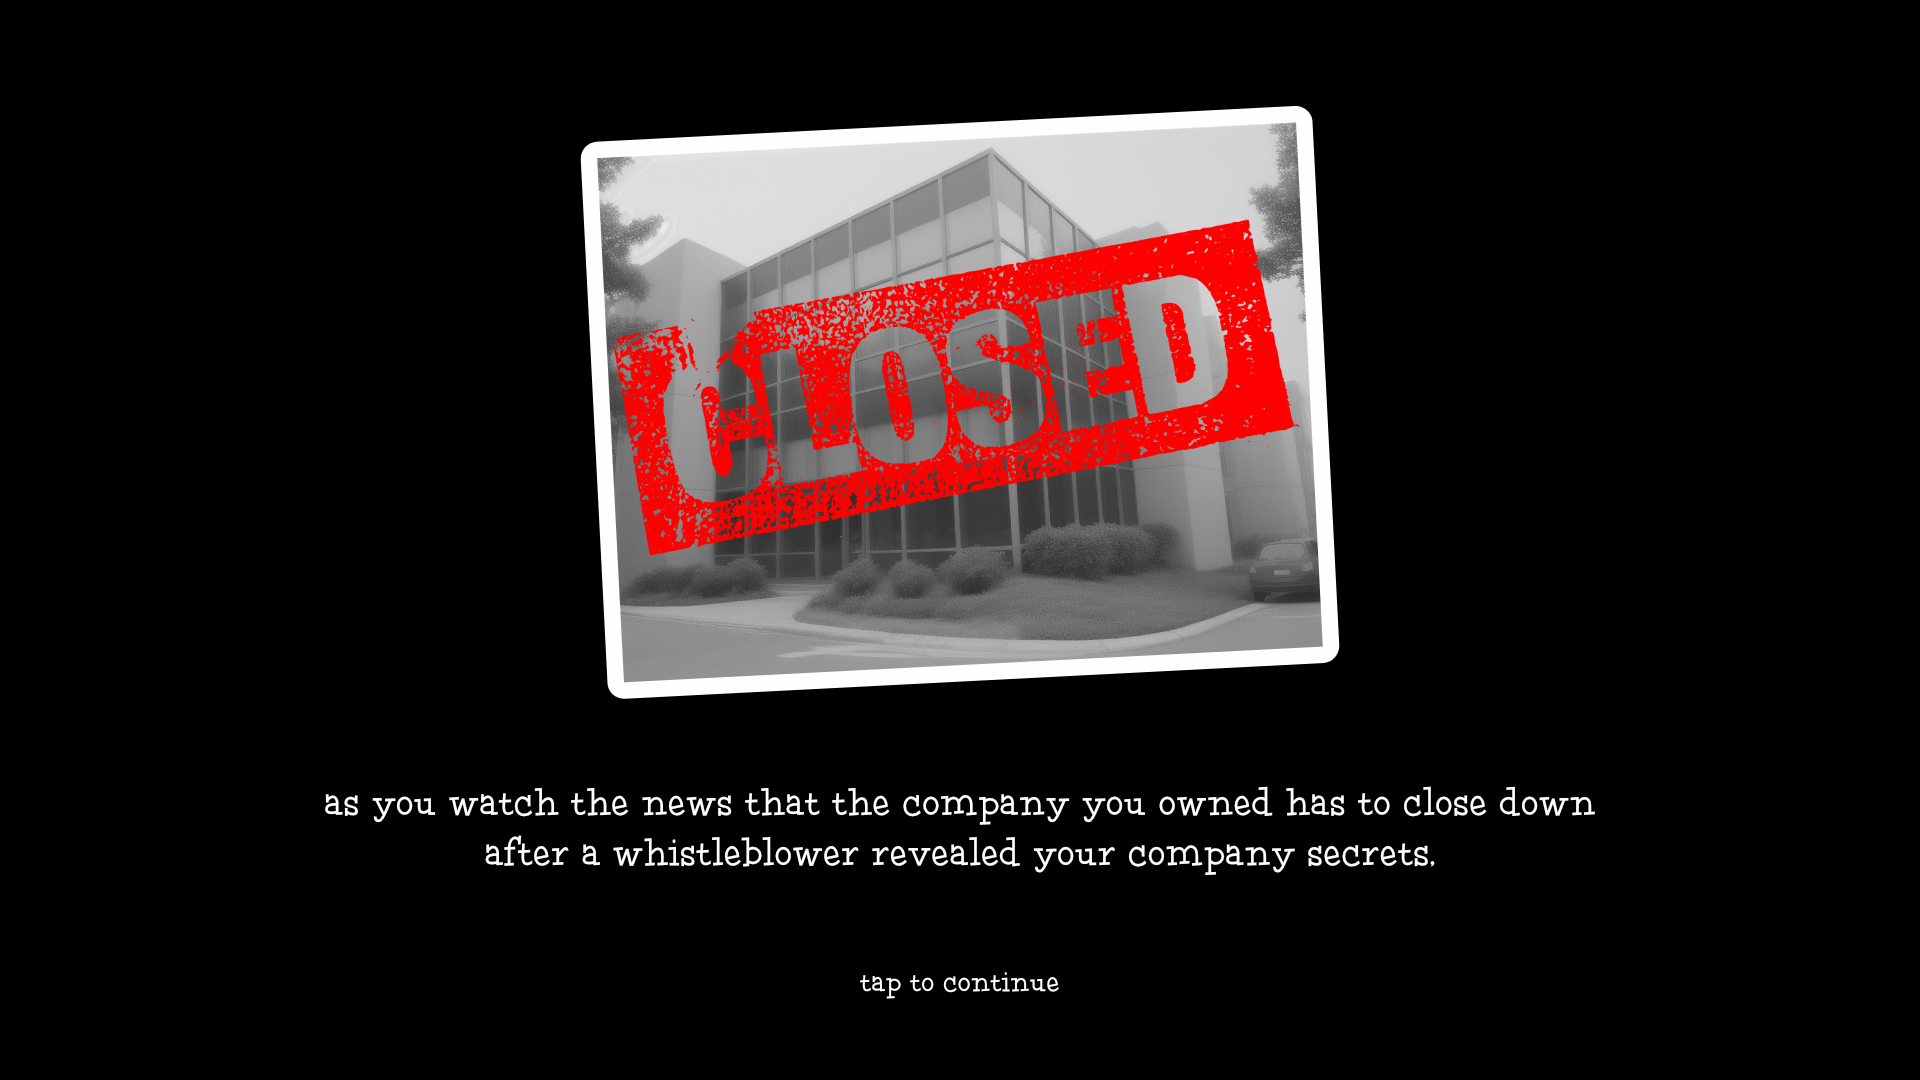 CLOSED
as you watch the news that the company you owned has to close down
after a whistleblower revealed your company secrets.
tap to continue